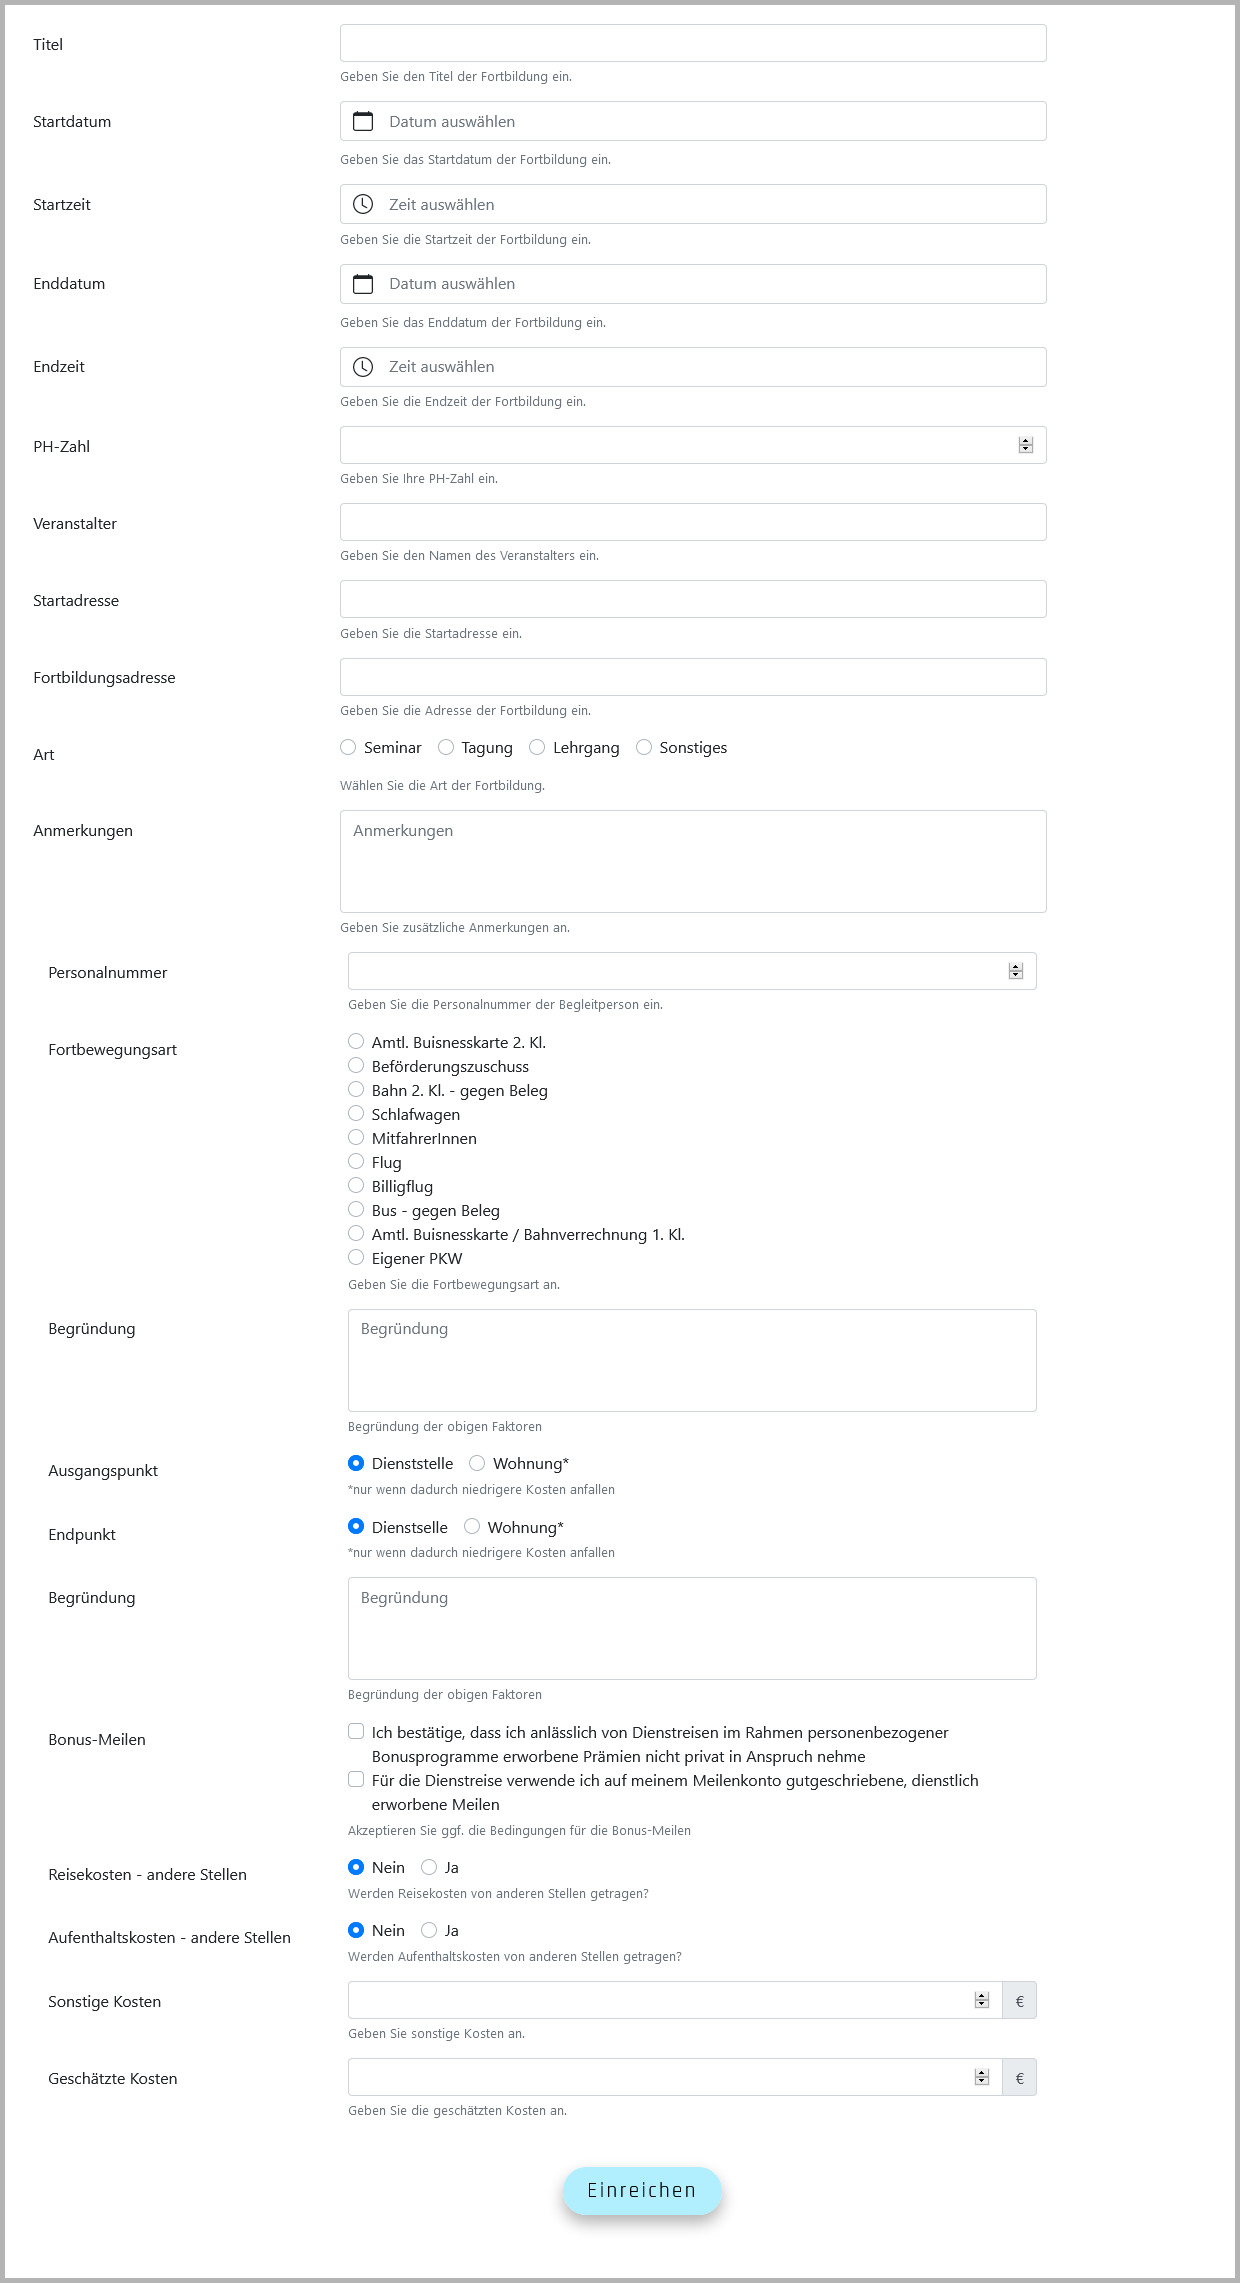 Titel
Geben Sie den Titel der Fortbildung ein.
Startdatum
Datum auswählen
Geben Sie das Startdatum der Fortbildung ein.
Startzeit
Zeit auswählen
Geben Sie die Startzeit der Fortbildung ein.
Enddatum
Datum auswählen
Geben Sie das Enddatum der Fortbildung ein.
Endzeit
Zeit auswählen
Geben Sie die Endzeit der Fortbildung ein.
PH-Zahl
Geben Sie Ihre PH-Zahl ein.
Veranstalter
Geben Sie den Namen des Veranstalters ein.
Startadresse
Geben Sie die Startadresse ein.
Fortbildungsadresse
Geben Sie die Adresse der Fortbildung ein.
Art
Seminar Tagung Lehrgang Sonstiges
Wählen Sie die Art der Fortbildung.
Anmerkungen
Anmerkungen
Geben Sie zusätzliche Anmerkungen an.
Personalnummer
Geben Sie die Personalnummer der Begleitperson ein.
Fortbewegungsart
Amtl. Buisnesskarte 2. Kl.
Beförderungszuschuss
Bahn 2. Kl. - gegen Beleg
Schlafwagen
MitfahrerInnen
Flug
Billigflug
Bus - gegen Beleg
Amtl. Buisnesskarte / Bahnverrechnung 1. Kl.
Eigener PKW
Geben Sie die Fortbewegungsart an.
Begründung
Begründung
Begründung der obigen Faktoren
Ausgangspunkt
Dienststelle Wohnung*
*nur wenn dadurch niedrigere Kosten anfallen
Endpunkt
Dienstselle Wohnung*
*nur wenn dadurch niedrigere Kosten anfallen
Begründung
Begründung
Begründung der obigen Faktoren
Bonus-Meilen
Ich bestätige, dass ich anlässlich von Dienstreisen im Rahmen personenbezogener
Bonusprogramme erworbene Prämien nicht privat in Anspruch nehme
Für die Dienstreise verwende ich auf meinem Meilenkonto gutgeschriebene, dienstlich
erworbene Meilen
Akzeptieren Sie ggf. die Bedingungen für die Bonus-Meilen
Reisekosten - andere Stellen
Nein Ja
Werden Reisekosten von anderen Stellen getragen?
Aufenthaltskosten - andere Stellen
Nein Ja
Werden Aufenthaltskosten von anderen Stellen getragen?
Sonstige Kosten
€
Geben Sie sonstige Kosten an.
Geschätzte Kosten
€
Geben Sie die geschätzten Kosten an.
Einreichen